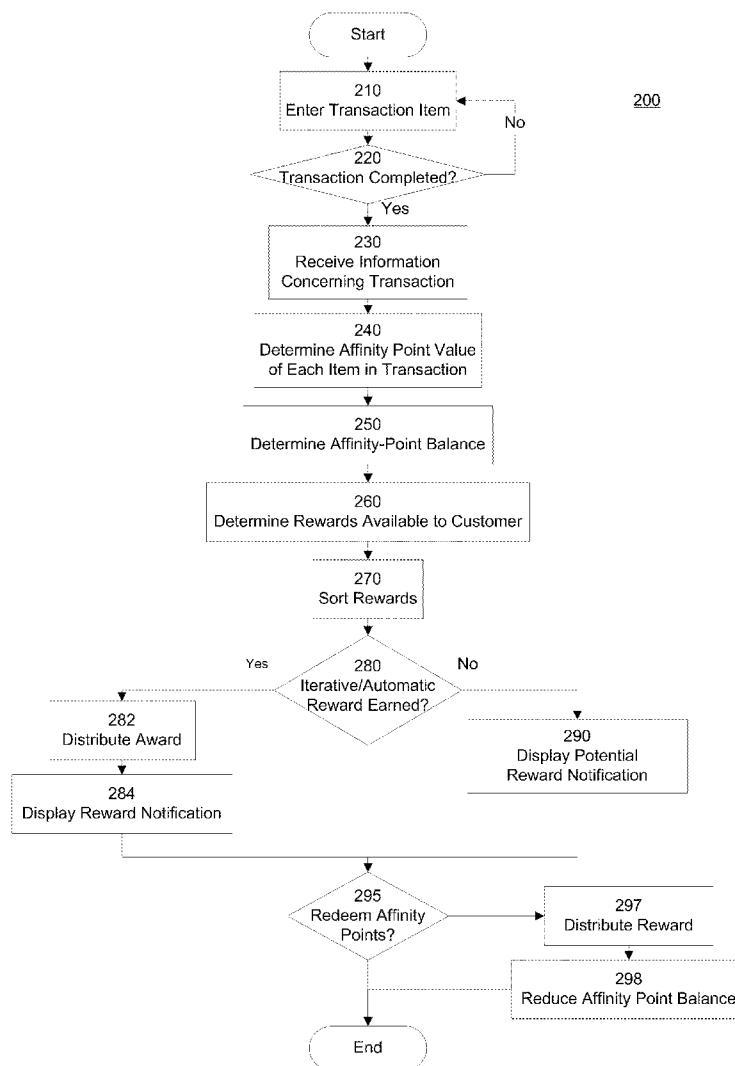 Start
210
Enter Transaction Item
200
No
220
Transaction Completed?
Yes
230
Receive Information
Concerning Transaction
240
Determine Affinity Point Value
of Each Item in Transaction
250
Determine Affinity-Point Balance
260
Determine Rewards Available to Customer
270
Sort Rewards
Yes
280
Iterative/Automatic
Reward Earned?
No
282
Distribute Award
290
Display Potential
Reward Notification
284
Display Reward Notification
295
Redeem Affinity
Points?
297
Distribute Reward
298
Reduce Affinity Point Balance
End